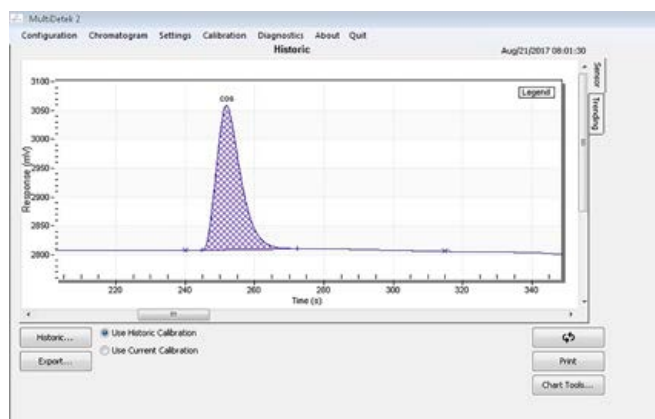 MultiDetek 2
Configuration Chromatogram Settings Calibration Diagnostics About Quit
Historic Aug/21/2017 08:01:30
Sensor
Trending
Legend
cos
Response (mV)
3100
3050
3000
2950
2900
2850
2800
220 240 260 280 300 320 340
Time (s)
Historic... Use Historic Calibration
Export... Use Current Calibration
Print
Chart Tools...